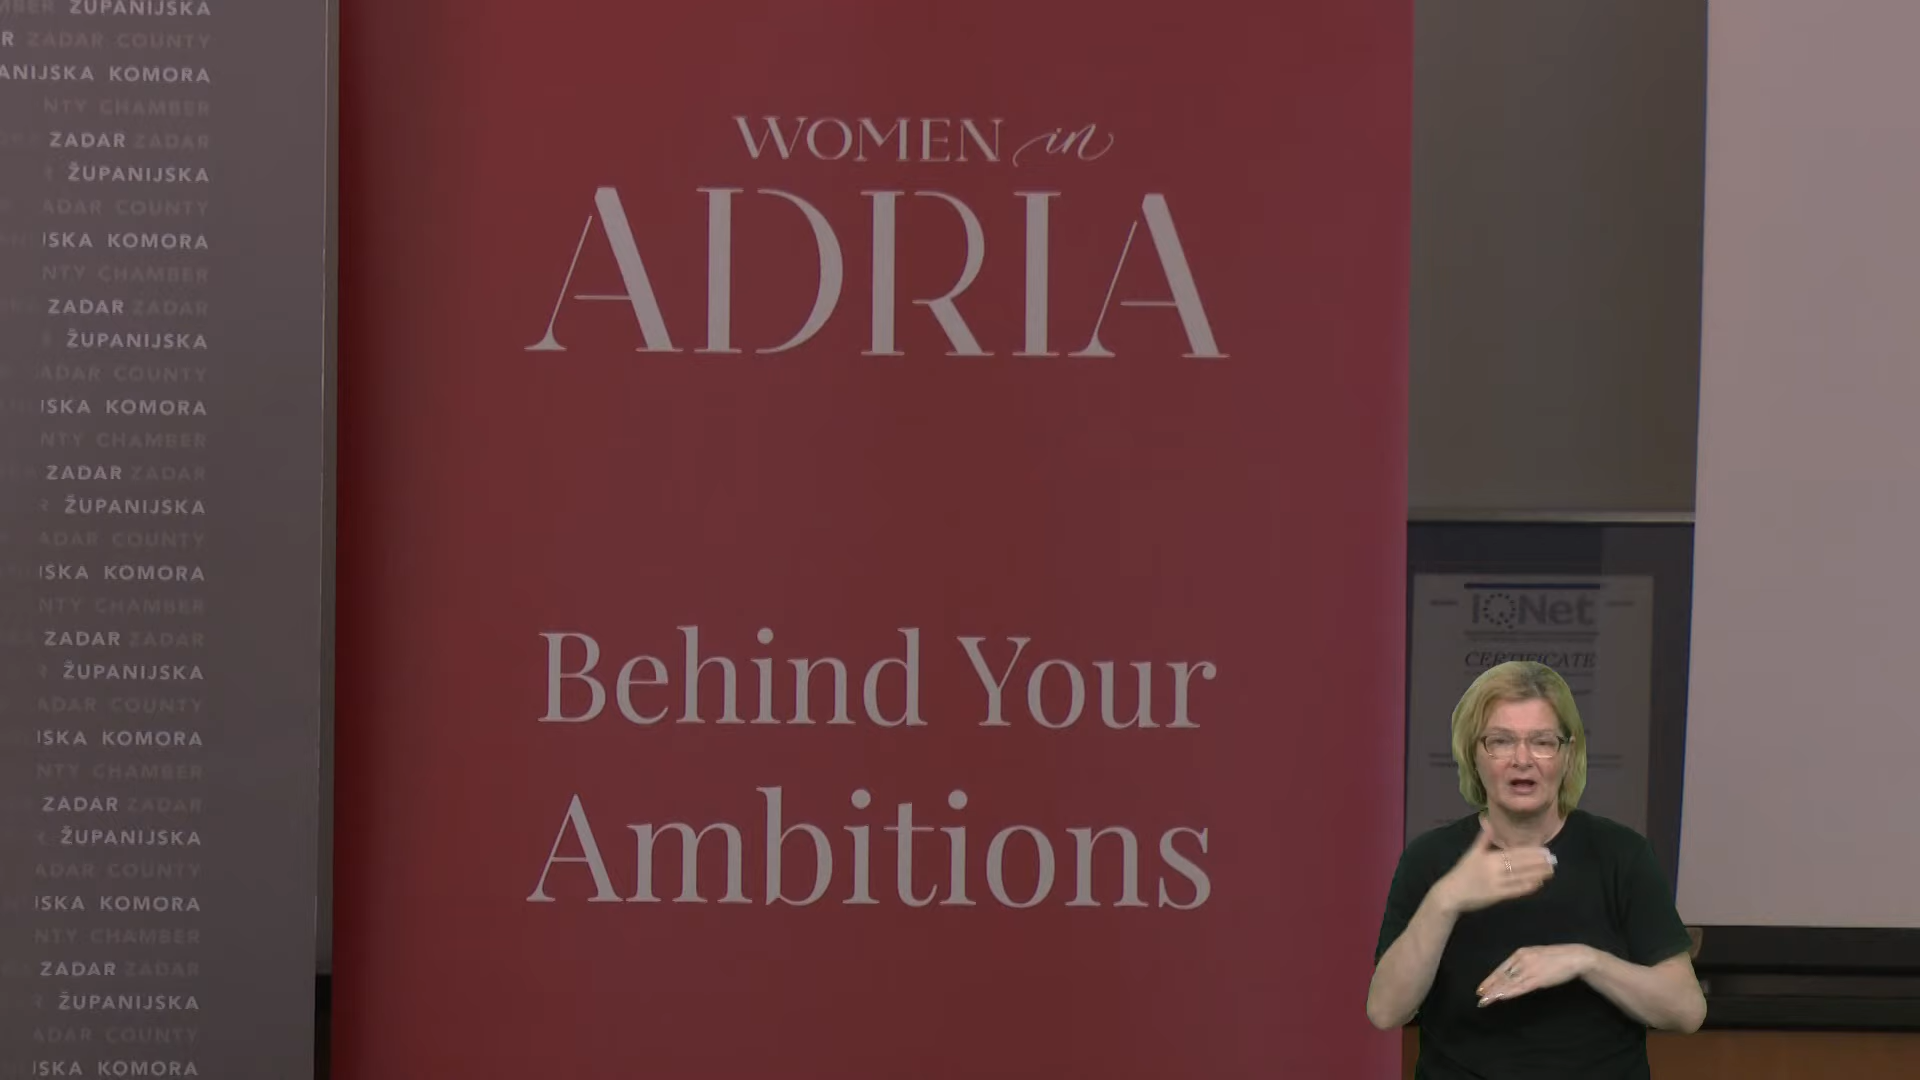 ŽUPANIJSKA
R ZADAR COUNTY
ANIJSKA KOMORA
NTY CHAMBER
ZADAR ZADAR
ŽUPANIJSKA
ADAR COUNTY
ISKA KOMORA
NTY CHAMBER
ZADAR ZADAR
ŽUPANIJSKA
ADAR COUNTY
ISKA KOMORA
NTY CHAMBER
ZADAR ZADAR
ŽUPANIJSKA
ADAR COUNTY
ISKA KOMORA
NTY CHAMBER
ZADAR ZADAR
ŽUPANIJSKA
ADAR COUNTY
ISKA KOMORA
NTY CHAMBER
ZADAR ZADAR
ŽUPANIJSKA
ADAR COUNTY
ISKA KOMORA
NTY CHAMBER
ZADAR ZADAR
ŽUPANIJSKA
ADAR COUNTY
ISKA KOMORA
WOMEN in
ADRIA
Behind Your
Ambitions
IQNet
CERTIFICATE